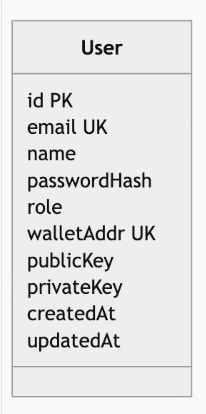 User
id PK
email UK
name
passwordHash
role
walletAddr UK
publicKey
privateKey
createdAt
updatedAt